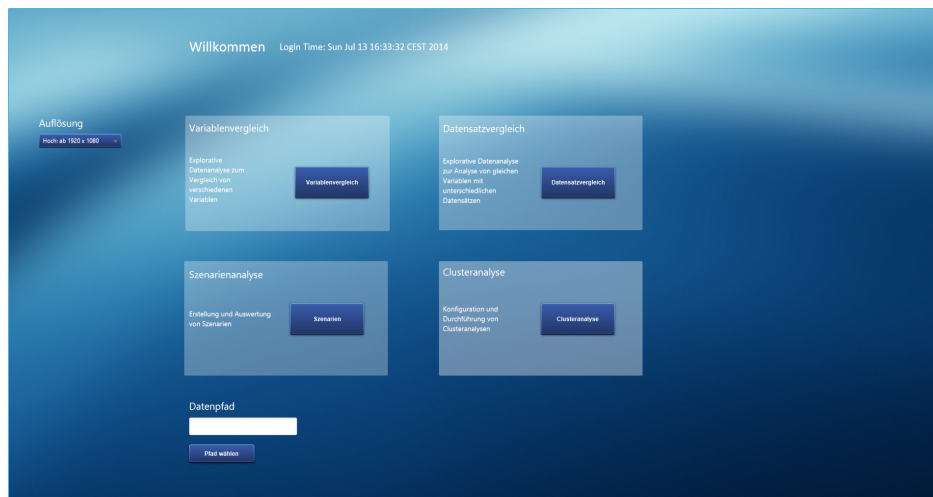 Willkommen Login Time: Sun Jul 13 16:33:32 CEST 2014
Auflösung
Hoch: ab 1920 x 1080
Variablenvergleich
Explorative
Datenanalyse zum
Vergleich von
verschiedenen
Variablen
Variablenvergleich
Datensatzvergleich
Explorative Datenanalyse
zur Analyse von gleichen
Variablen mit
unterschiedlichen
Datensätzen
Datensatzvergleich
Szenarienanalyse
Erstellung und Auswertung
von Szenarien
Szenarien
Clusteranalyse
Konfiguration und
Durchführung von
Clusteranalysen
Clusteranalyse
Datenpfad
Pfad wählen